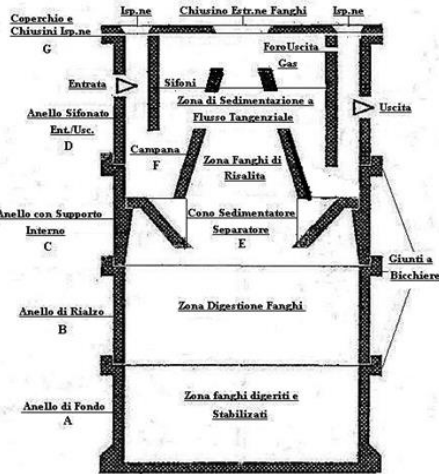 Isp.ne
Chiusino Estr.ne Fanghi
Isp.ne
Coperchio e
Chiusini Isp.ne
G
Foro Uscita
Gas
Entrata
Sifoni
Zona di Sedimentazione a
Flusso Tangenziale
Uscita
Anello Sifonato
Ent./Usc.
D
Campana
F
Zona Fanghi di
Risalita
Anello con Supporto
Interno
C
Cono Sedimentatore
Separatore
E
Giunti a
Bicchiere
Anello di Rialzo
B
Zona Digestione Fanghi
Anello di Fondo
A
Zona fanghi digeriti e
Stabilizati